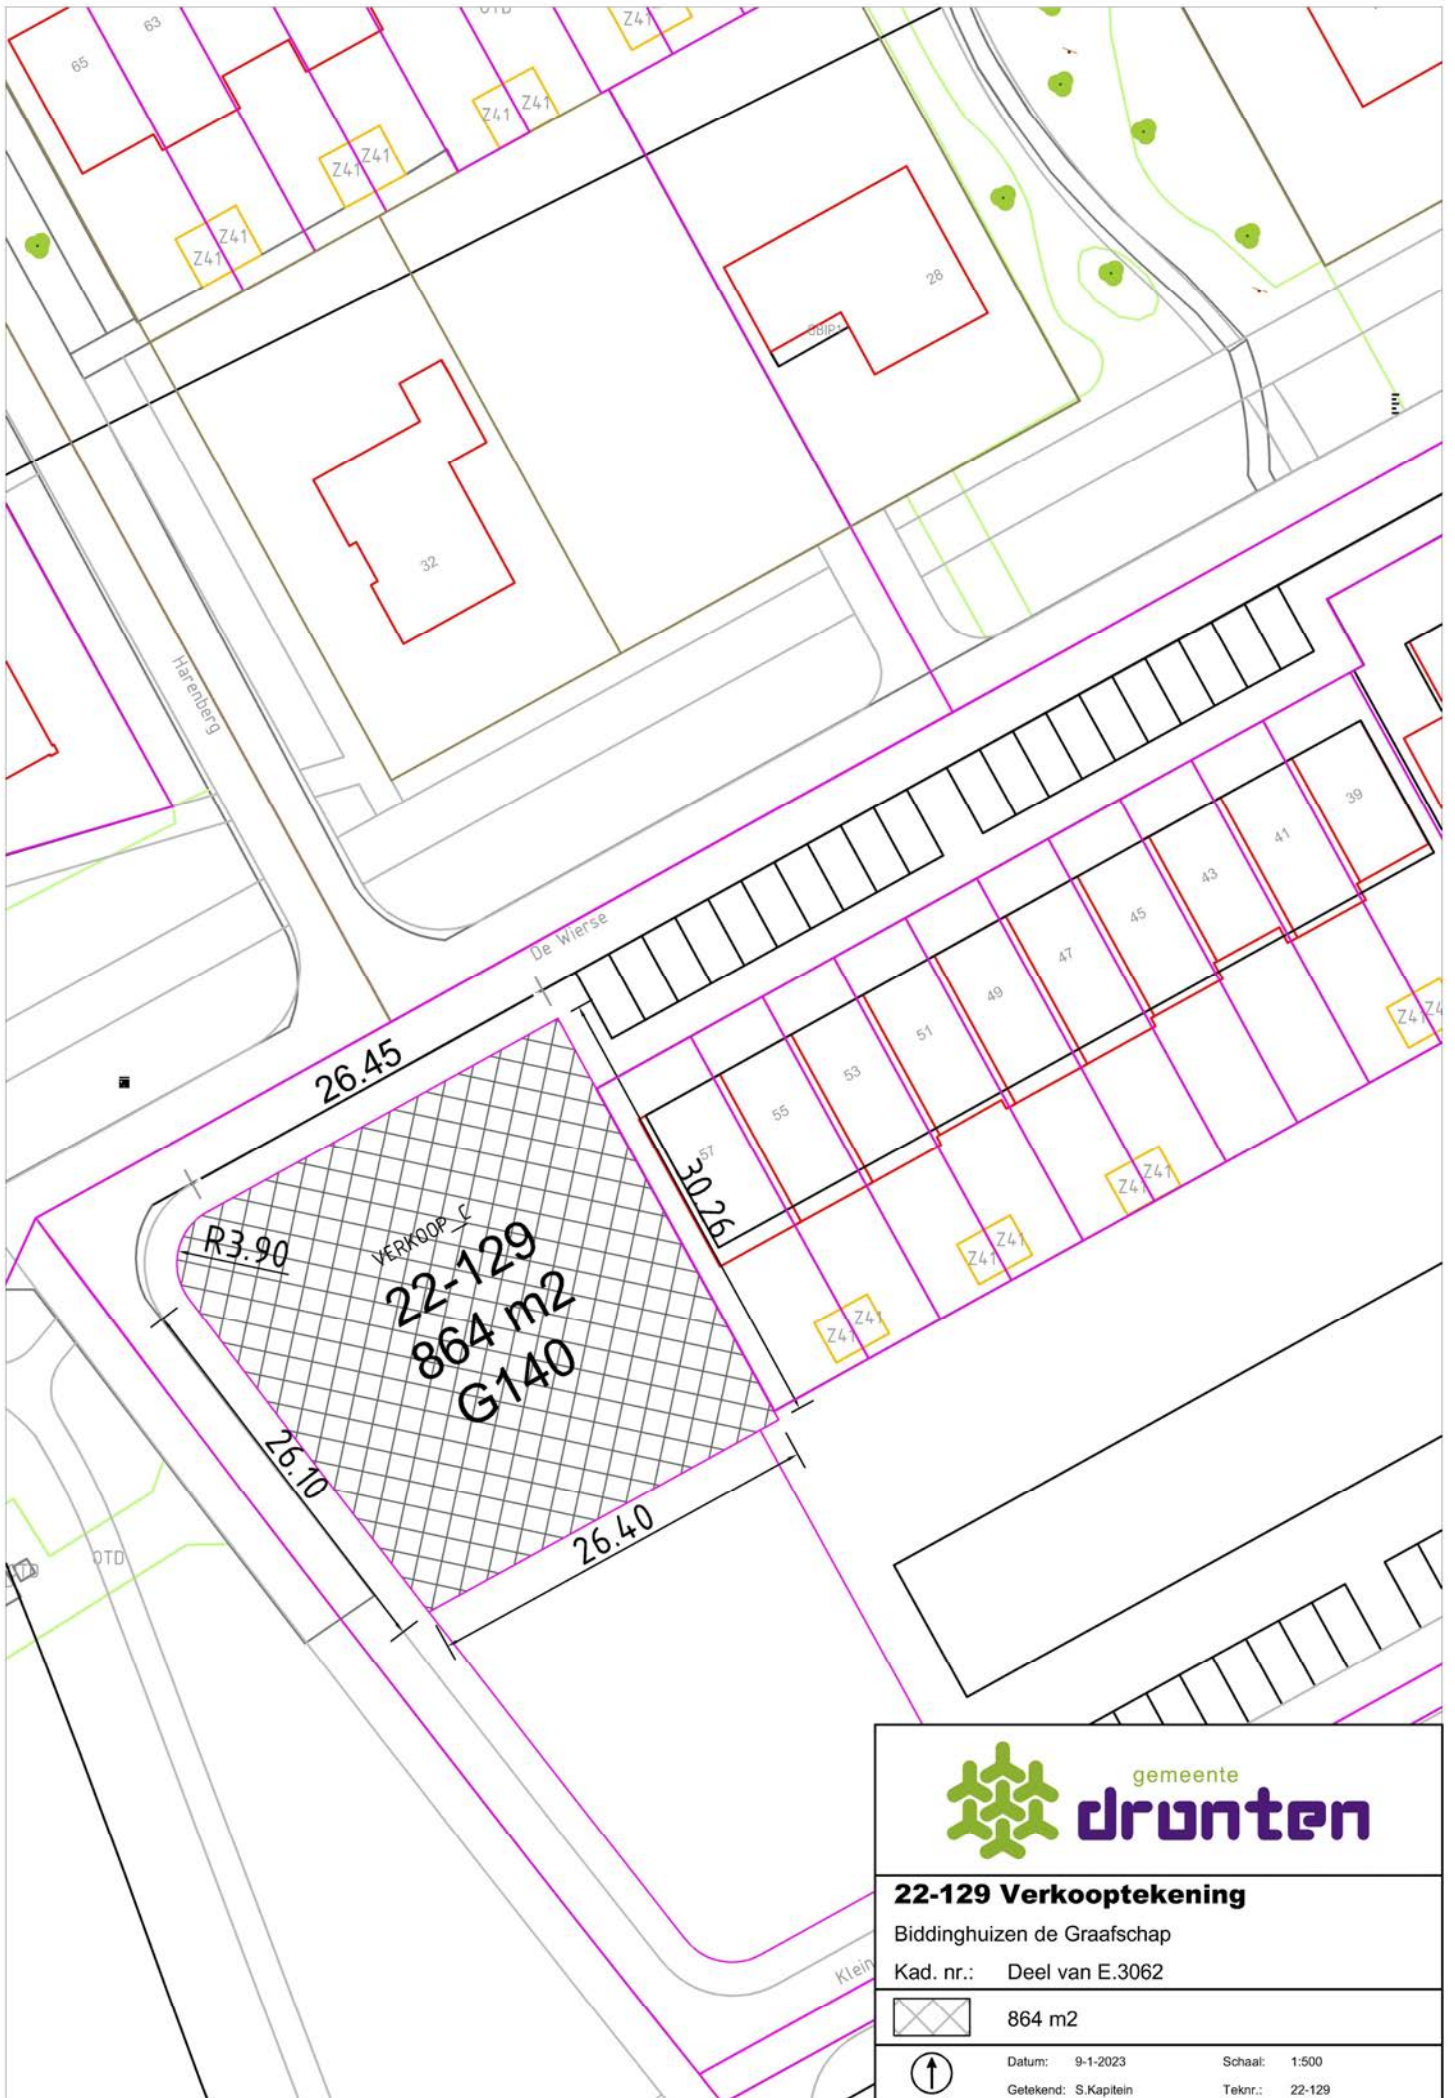 OTD
Z41
63
65
Z41
Z41
Z41
Z41
Z41
Z41
28
32
Harenberg
De Wierse
39
41
43
45
47
49
51
53
55
57
26.45
30.26
R3.90
VERKOOP_C
22-129
864 m2
G140
26.10
26.40
Z41
Z41
Z41
Z41
Z41
Z41
Z41
OTD
Klein
gemeente
dronten
22-129 Verkooptekening
Biddinghuizen de Graafschap
Kad. nr.: Deel van E.3062
864 m2
Datum: 9-1-2023 Schaal: 1:500
Getekend: S.Kapitein Teknr.: 22-129